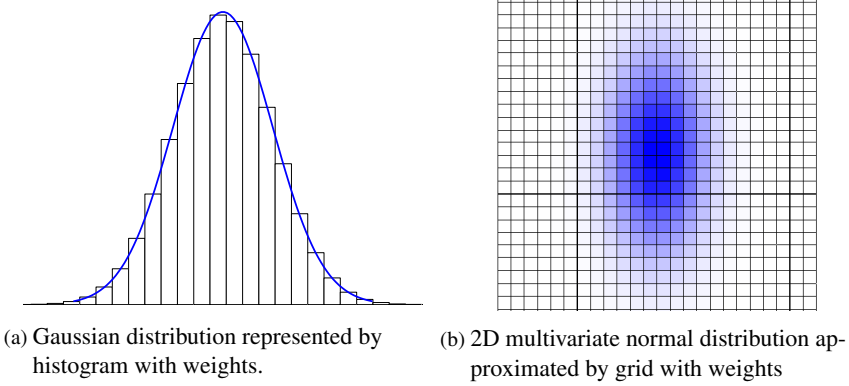 (a) Gaussian distribution represented by
histogram with weights.
(b) 2D multivariate normal distribution ap-
proximated by grid with weights